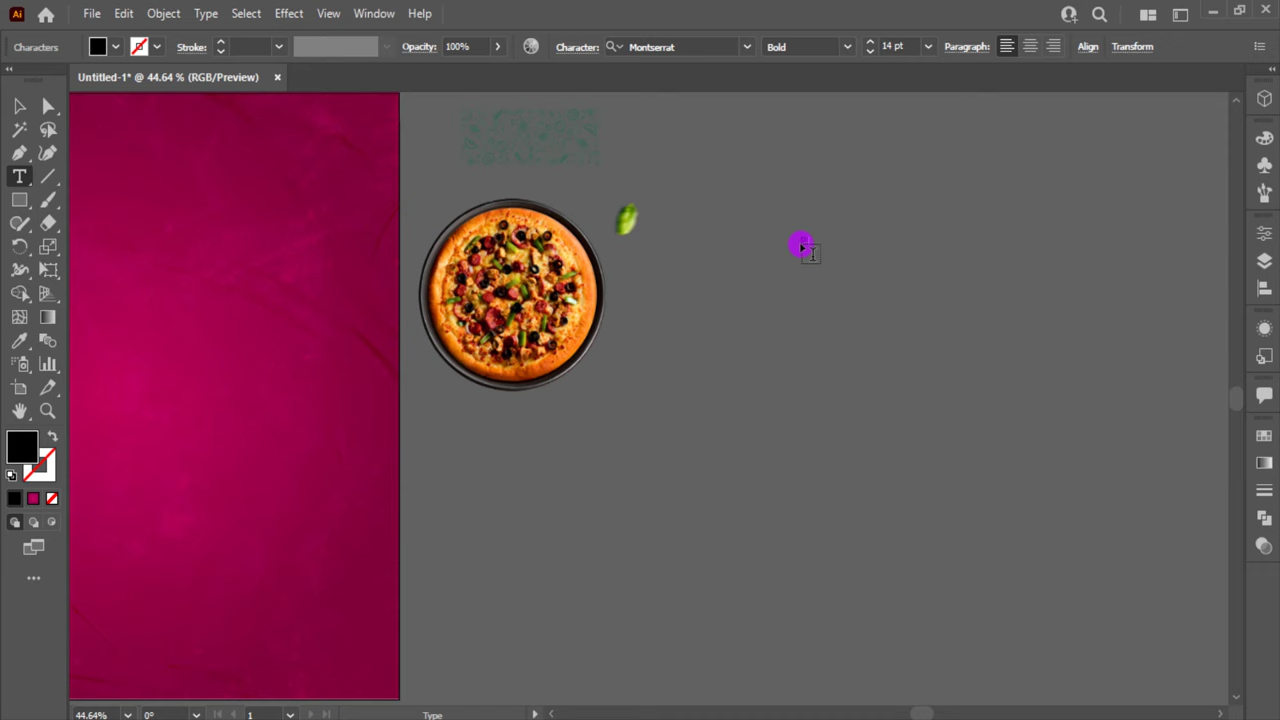 Ai File Edit Object Type Select Effect View Window Help
Characters Stroke: Opacity: 100% Character: Montserrat Bold 14 pt Paragraph: Align Transform
Untitled-1* @ 44.64 % (RGB/Preview) ×
T
44.64% 0° 1 Type